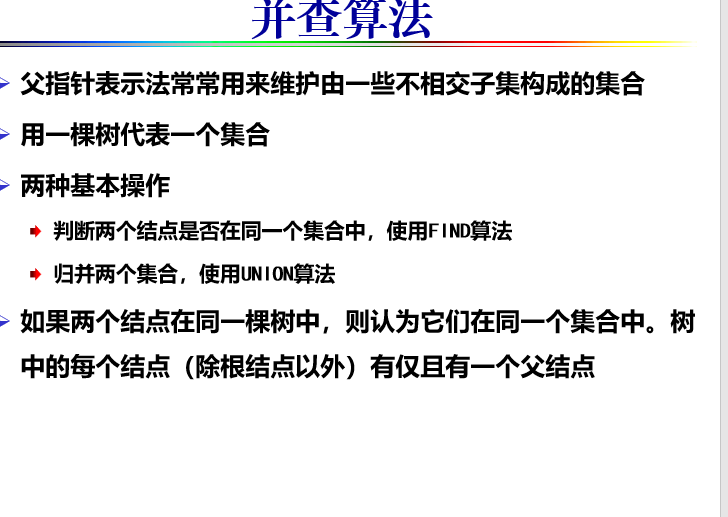 并查算法
父指针表示法常常用来维护由一些不相交子集构成的集合
用一棵树代表一个集合
两种基本操作
判断两个结点是否在同一个集合中，使用FIND算法
归并两个集合，使用UNION算法
如果两个结点在同一棵树中，则认为它们在同一个集合中。树
中的每个结点（除根结点以外）有仅且有一个父结点